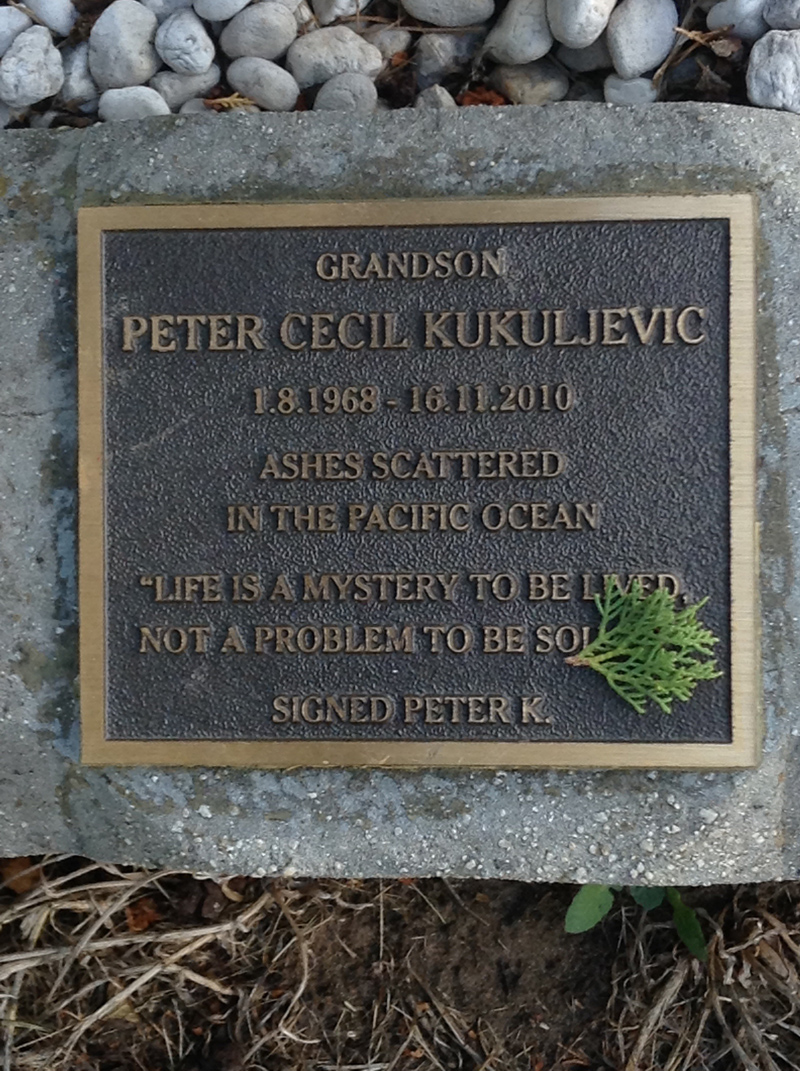 GRANDSON
PETER CECIL KUKULJEVIC
1.8.1968 - 16.11.2010
ASHES SCATTERED
IN THE PACIFIC OCEAN
“LIFE IS A MYSTERY TO BE LIVED,
NOT A PROBLEM TO BE
SIGNED PETER K.